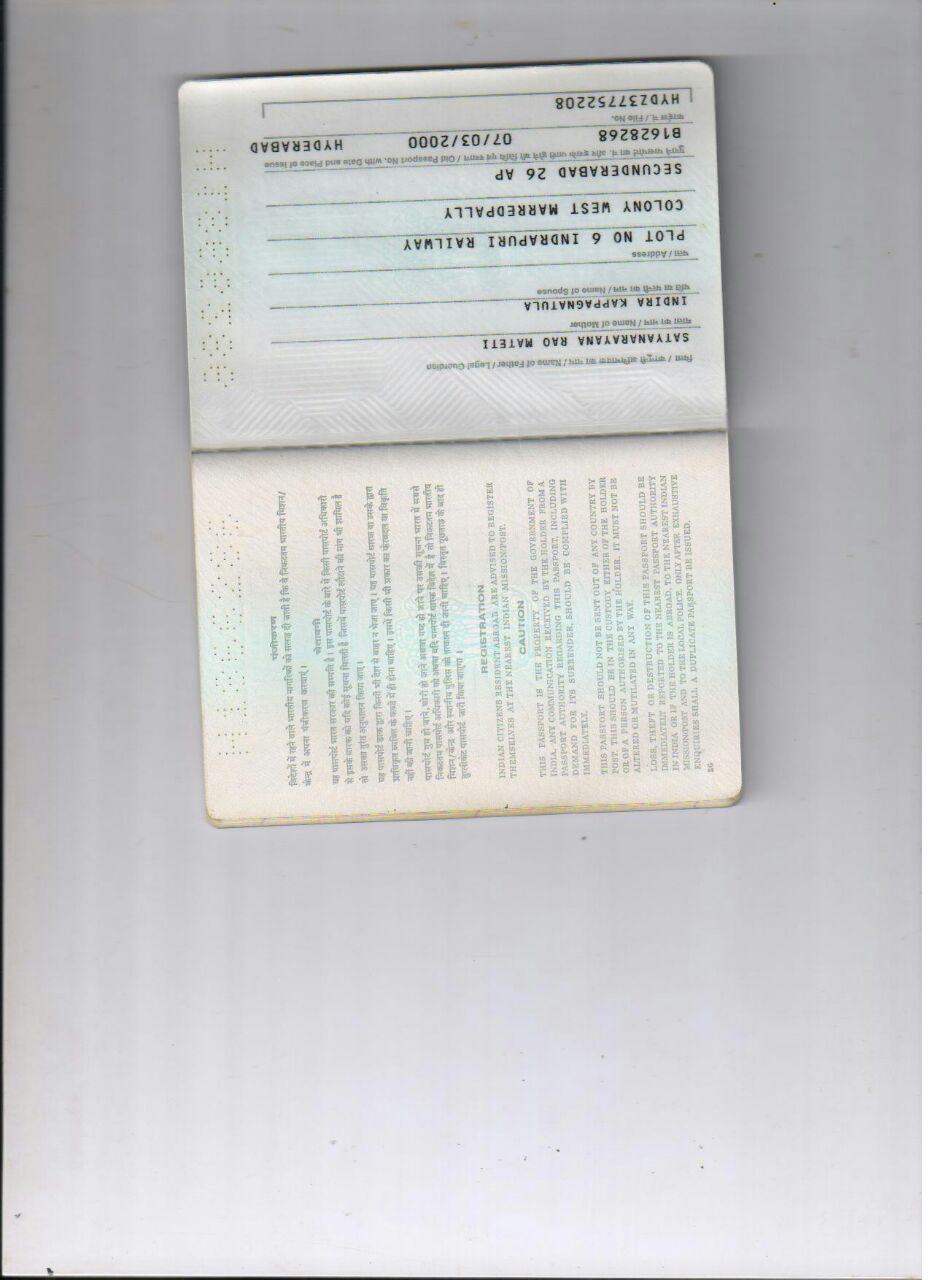 पिता / कानूनी अभिभावक का नाम / Name of Father / Legal Guardian
SATYANARAYANA RAO MATETI
माता का नाम / Name of Mother
INDIRA KAPPAGNATULA
पति या पत्नी का नाम / Name of Spouse
पता / Address
PLOT NO 6 INDRAPURI RAILWAY
COLONY WEST MARREDPALLY
SECUNDERABAD 26 AP
पुराने पासपोर्ट का नं. और इसके जारी होने की तिथि एवं स्थान / Old Passport No. with Date and Place of Issue
B1628268 07/03/2000 HYDERABAD
फाईल नं. / File No.
HYDZ37752208
पंजीकरण
विदेशों में रहने वाले भारतीय नागरिकों को सलाह दी जाती है कि वे निकटतम भारतीय मिशन/
केन्द्र में अपना पंजीकरण करवाएं।
चेतावनी
यह पासपोर्ट भारत सरकार की सम्पत्ति है। इस पासपोर्ट के बारे में किसी पासपोर्ट अधिकारी
से इसके धारक को यदि कोई सूचना मिलती है जिसमें पासपोर्ट लौटाने की मांग भी शामिल है
तो उसका तुरंत अनुपालन किया जाए।
यह पासपोर्ट डाक द्वारा किसी भी देश से बाहर न भेजा जाए। यह पासपोर्ट धारक या उसके द्वारा
प्राधिकृत व्यक्ति के कब्जे में ही होना चाहिए। इसमें किसी भी प्रकार का फेरबदल या विकृति
नहीं की जानी चाहिए।
पासपोर्ट गुम हो जाने, चोरी हो जाने अथवा नष्ट हो जाने पर उसकी सूचना भारत में सबसे
निकटतम पासपोर्ट अधिकारी को अथवा यदि पासपोर्ट धारक विदेश में है तो निकटतम भारतीय
मिशन/केन्द्र और स्थानीय पुलिस को तत्काल दी जानी चाहिए। विस्तृत पूछताछ के बाद ही
डुप्लीकेट पासपोर्ट जारी किया जाएगा।
REGISTRATION
INDIAN CITIZENS RESIDENT ABROAD ARE ADVISED TO REGISTER
THEMSELVES AT THE NEAREST INDIAN MISSION/POST.
CAUTION
THIS PASSPORT IS THE PROPERTY OF THE GOVERNMENT OF
INDIA. ANY COMMUNICATION RECEIVED BY THE HOLDER FROM A
PASSPORT AUTHORITY REGARDING THIS PASSPORT, INCLUDING
DEMAND FOR ITS SURRENDER, SHOULD BE COMPLIED WITH
IMMEDIATELY.
THIS PASSPORT SHOULD NOT BE SENT OUT OF ANY COUNTRY BY
POST. THIS SHOULD BE IN THE CUSTODY EITHER OF THE HOLDER
OR OF A PERSON AUTHORISED BY THE HOLDER. IT MUST NOT BE
ALTERED OR MUTILATED IN ANY WAY.
LOSS, THEFT OR DESTRUCTION OF THIS PASSPORT SHOULD BE
IMMEDIATELY REPORTED TO THE NEAREST PASSPORT AUTHORITY
IN INDIA OR IF THE HOLDER IS ABROAD, TO THE NEAREST INDIAN
MISSION/POST AND TO THE LOCAL POLICE. ONLY AFTER EXHAUSTIVE
ENQUIRIES SHALL A DUPLICATE PASSPORT BE ISSUED.
36